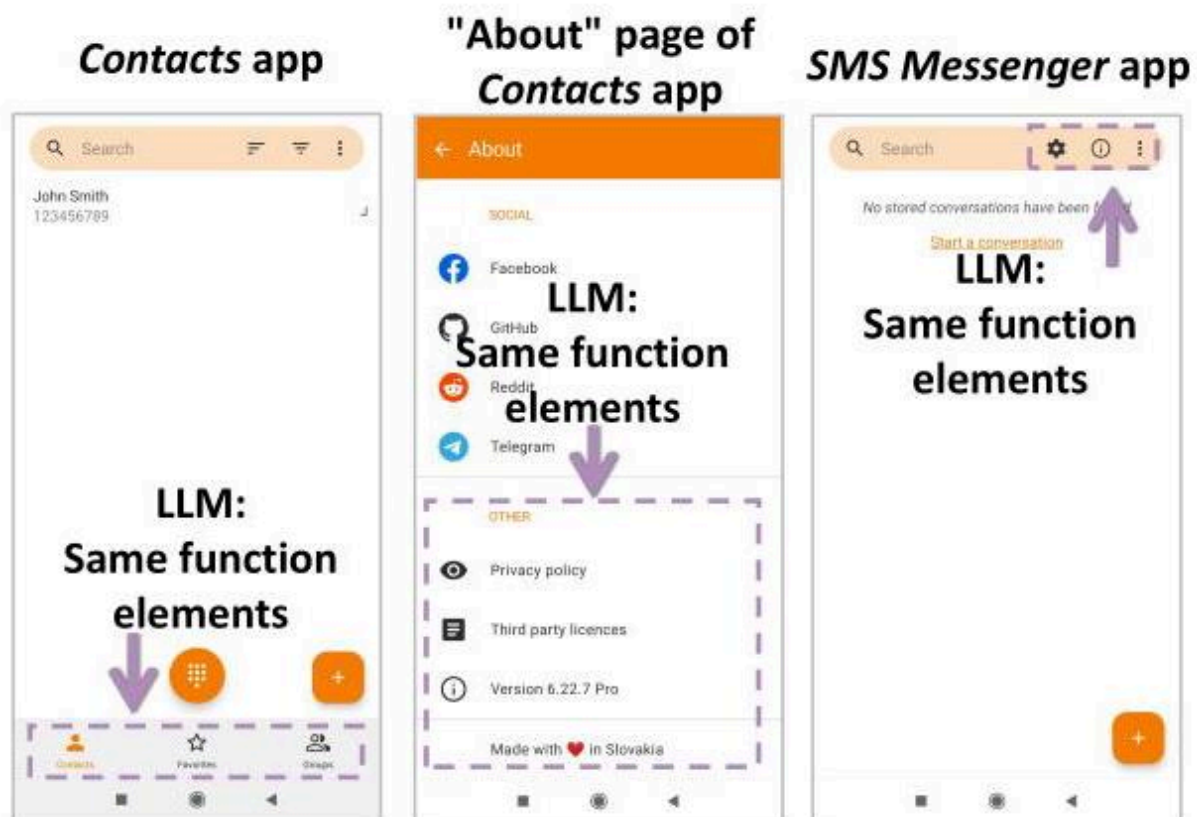 Contacts app
Search
John Smith
123456789
LLM:
Same function
elements
Contacts
Favorites
Groups
"About" page of
Contacts app
About
SOCIAL
Facebook
LLM:
GitHub
Same function
Reddit
elements
Telegram
OTHER
Privacy policy
Third party licences
Version 6.22.7 Pro
Made with ❤ in Slovakia
SMS Messenger app
Search
No stored conversations have been
Start a conversation
LLM:
Same function
elements